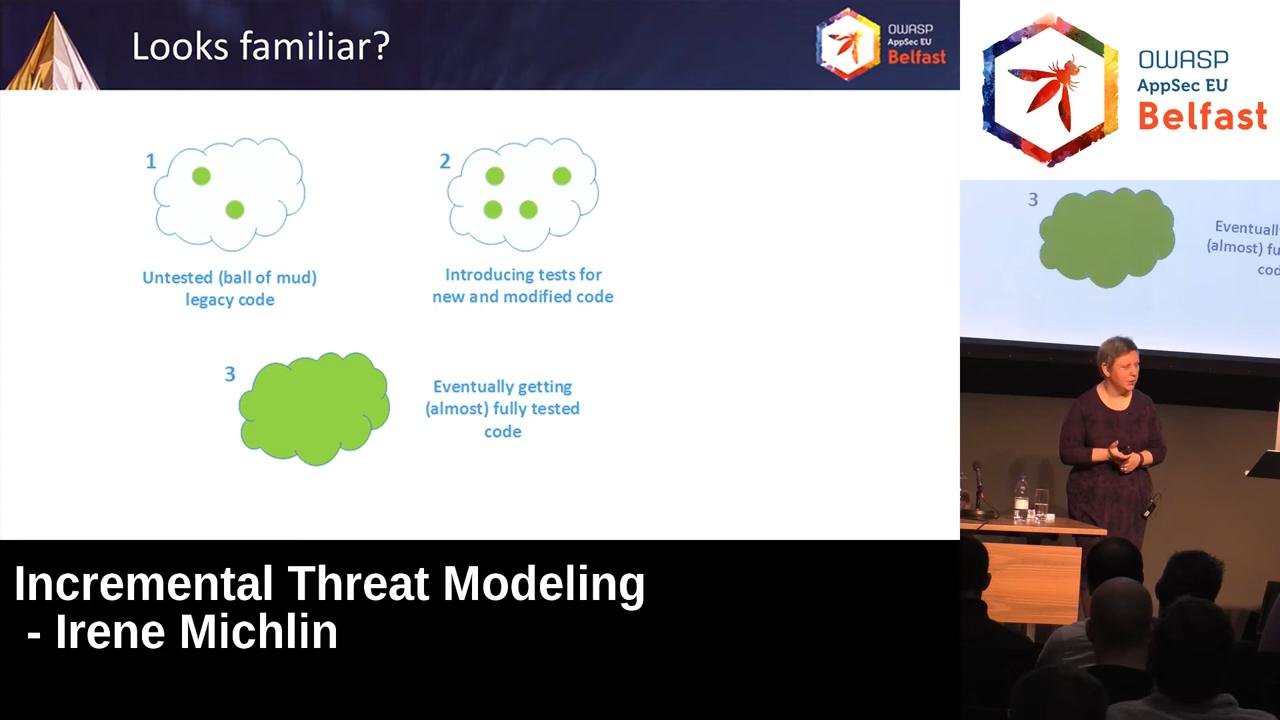 Looks familiar?
OWASP
AppSec EU
Belfast
1
2
Untested (ball of mud)
legacy code
Introducing tests for
new and modified code
3
Eventually getting
(almost) fully tested
code
OWASP
AppSec EU
Belfast
3
(almost)
Incremental Threat Modeling
- Irene Michlin